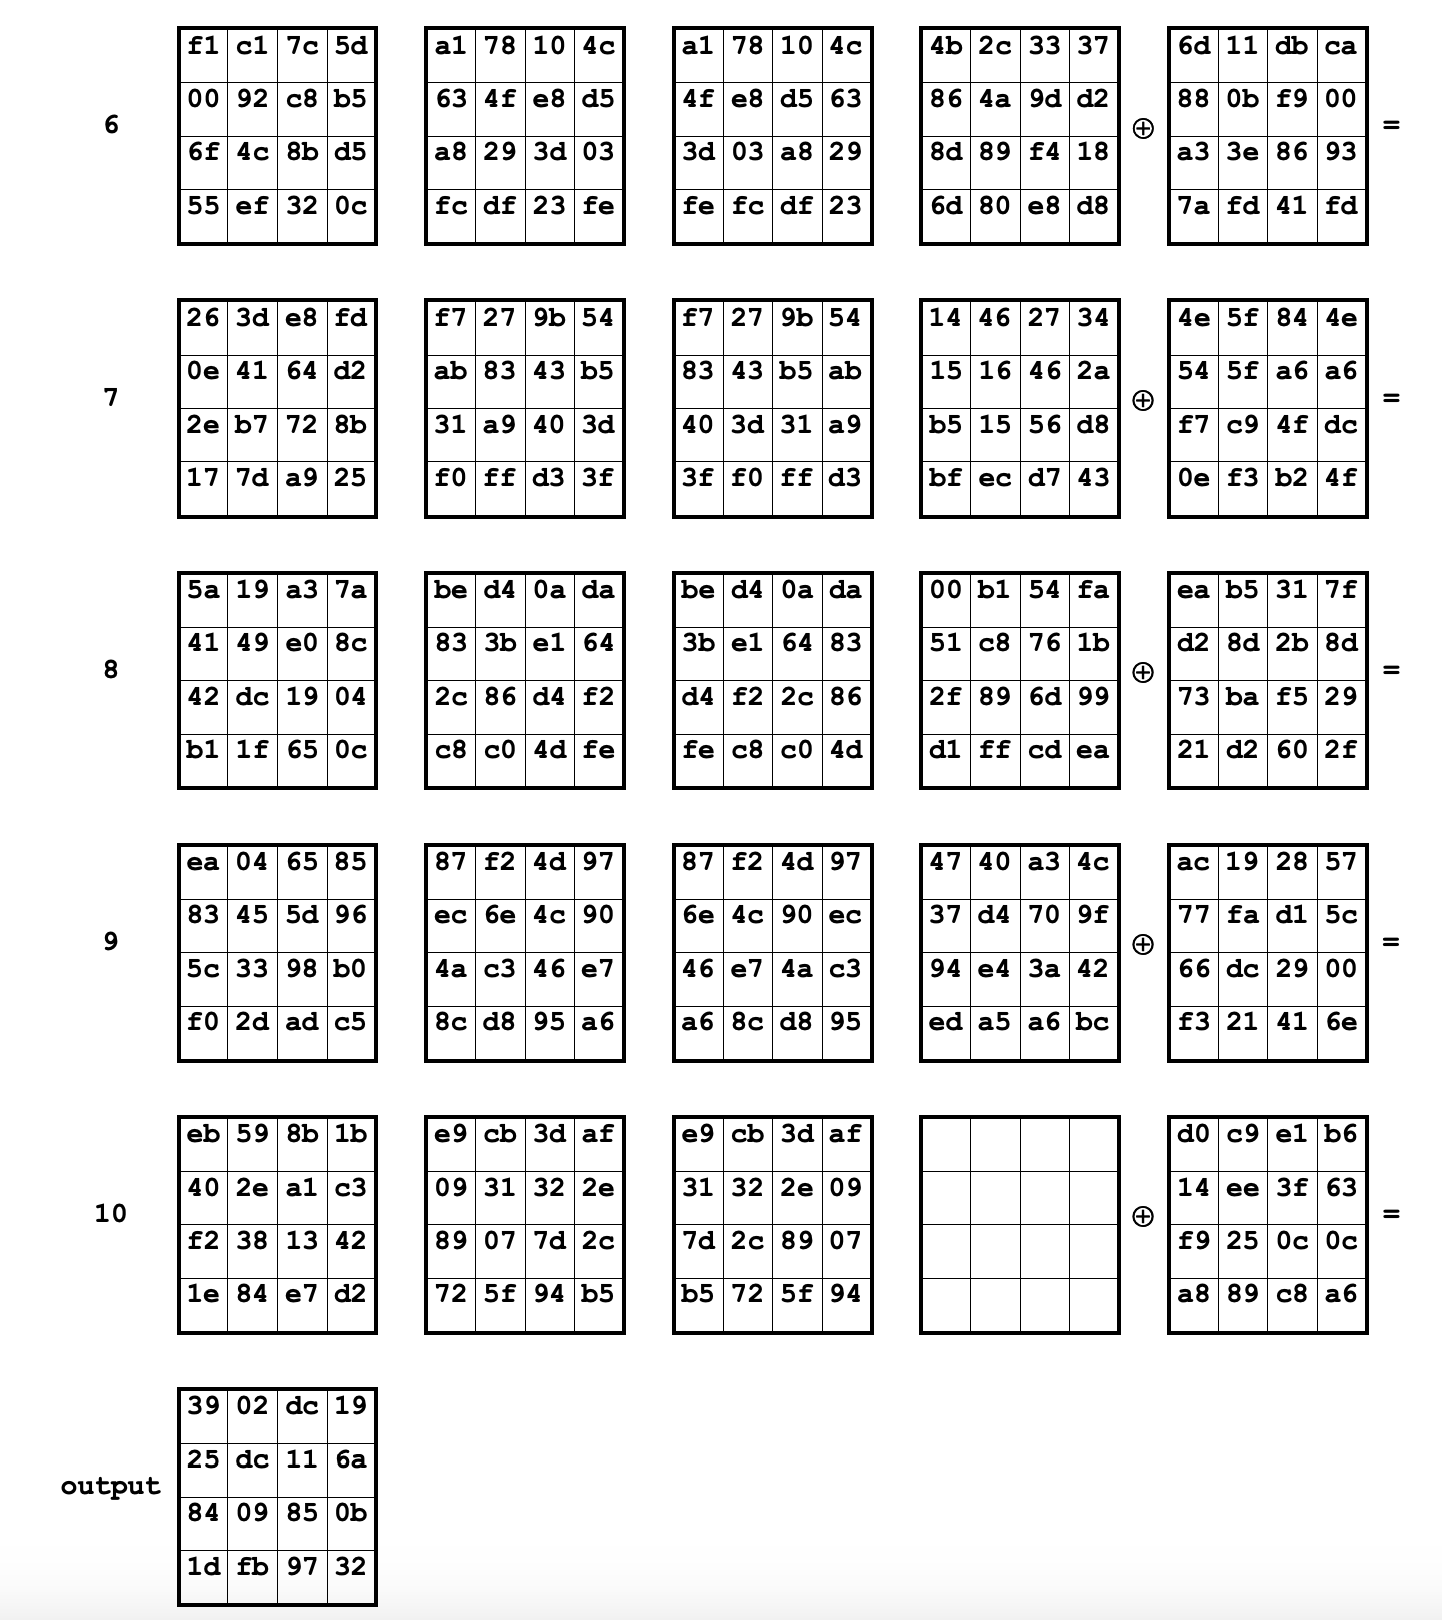 f1 c1 7c 5d a1 78 10 4c a1 78 10 4c 4b 2c 33 37 6d 11 db ca
00 92 c8 b5 63 4f e8 d5 4f e8 d5 63 86 4a 9d d2 88 0b f9 00
6 ⊕ =
6f 4c 8b d5 a8 29 3d 03 3d 03 a8 29 8d 89 f4 18 a3 3e 86 93
55 ef 32 0c fc df 23 fe fe fc df 23 6d 80 e8 d8 7a fd 41 fd
26 3d e8 fd f7 27 9b 54 f7 27 9b 54 14 46 27 34 4e 5f 84 4e
0e 41 64 d2 ab 83 43 b5 83 43 b5 ab 15 16 46 2a 54 5f a6 a6
7 ⊕ =
2e b7 72 8b 31 a9 40 3d 40 3d 31 a9 b5 15 56 d8 f7 c9 4f dc
17 7d a9 25 f0 ff d3 3f 3f f0 ff d3 bf ec d7 43 0e f3 b2 4f
5a 19 a3 7a be d4 0a da be d4 0a da 00 b1 54 fa ea b5 31 7f
41 49 e0 8c 83 3b e1 64 3b e1 64 83 51 c8 76 1b d2 8d 2b 8d
8 ⊕ =
42 dc 19 04 2c 86 d4 f2 d4 f2 2c 86 2f 89 6d 99 73 ba f5 29
b1 1f 65 0c c8 c0 4d fe fe c8 c0 4d d1 ff cd ea 21 d2 60 2f
ea 04 65 85 87 f2 4d 97 87 f2 4d 97 47 40 a3 4c ac 19 28 57
83 45 5d 96 ec 6e 4c 90 6e 4c 90 ec 37 d4 70 9f 77 fa d1 5c
9 ⊕ =
5c 33 98 b0 4a c3 46 e7 46 e7 4a c3 94 e4 3a 42 66 dc 29 00
f0 2d ad c5 8c d8 95 a6 a6 8c d8 95 ed a5 a6 bc f3 21 41 6e
eb 59 8b 1b e9 cb 3d af e9 cb 3d af d0 c9 e1 b6
40 2e a1 c3 09 31 32 2e 31 32 2e 09 14 ee 3f 63
10 ⊕ =
f2 38 13 42 89 07 7d 2c 7d 2c 89 07 f9 25 0c 0c
1e 84 e7 d2 72 5f 94 b5 b5 72 5f 94 a8 89 c8 a6
39 02 dc 19
25 dc 11 6a
output
84 09 85 0b
1d fb 97 32